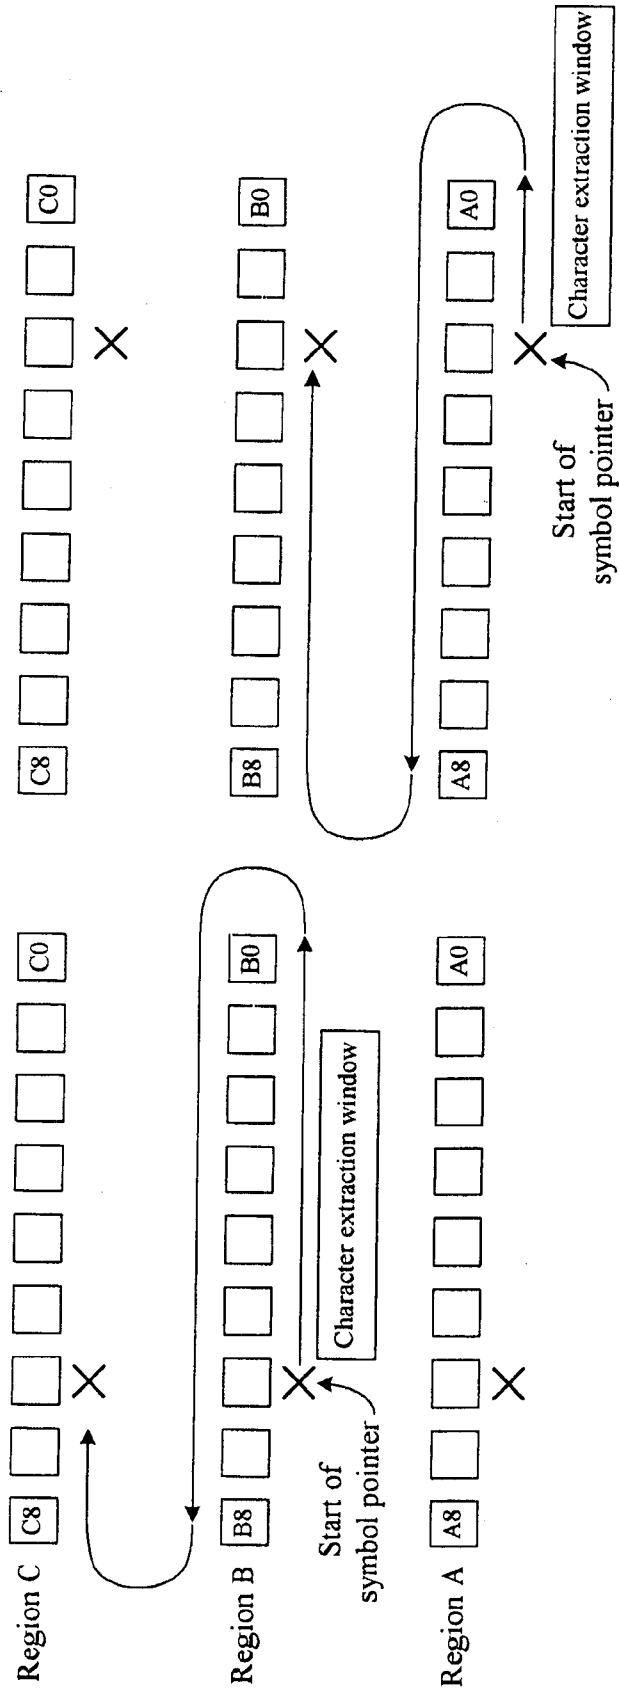 Region C
C8
C0
Region B
B8
B0
Start of
symbol pointer
Character extraction window
Region A
A8
A0
C8
C0
B8
B0
A8
A0
Start of
symbol pointer
Character extraction window